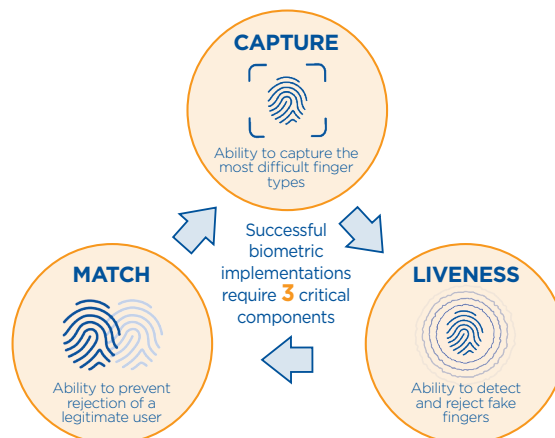 CAPTURE
Ability to capture the
most difficult finger
types
Successful
biometric
implementations
require 3 critical
components
MATCH
Ability to prevent
rejection of a
legitimate user
LIVENESS
Ability to detect
and reject fake
fingers